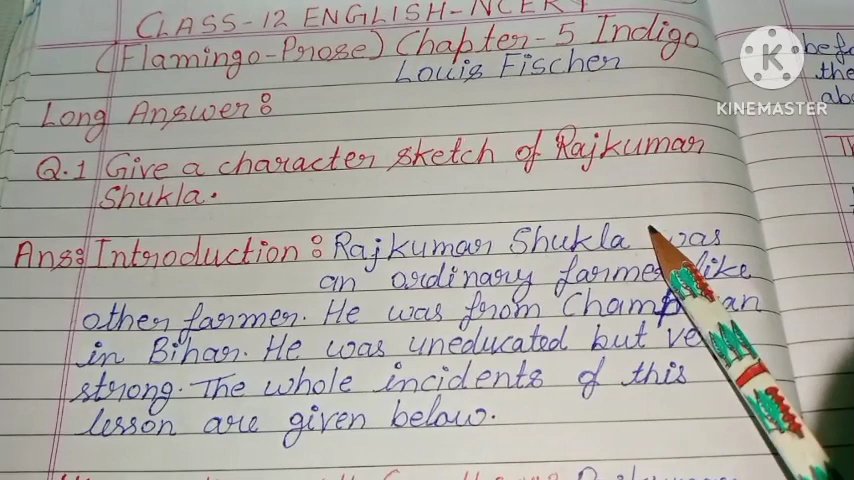 CLASS-12 ENGLISH-NCERT
(Flamingo-Prose) Chapter-5 Indigo
Louis Fischer
Long Answer:
Q.1 Give a character sketch of Rajkumar
Shukla.
Ans: Introduction: Rajkumar Shukla was
an ordinary farmer like
other farmer. He was from
in Bihar. He was uneducated but
strong. The whole incidents of this
lesson are given below.
KINEMASTER